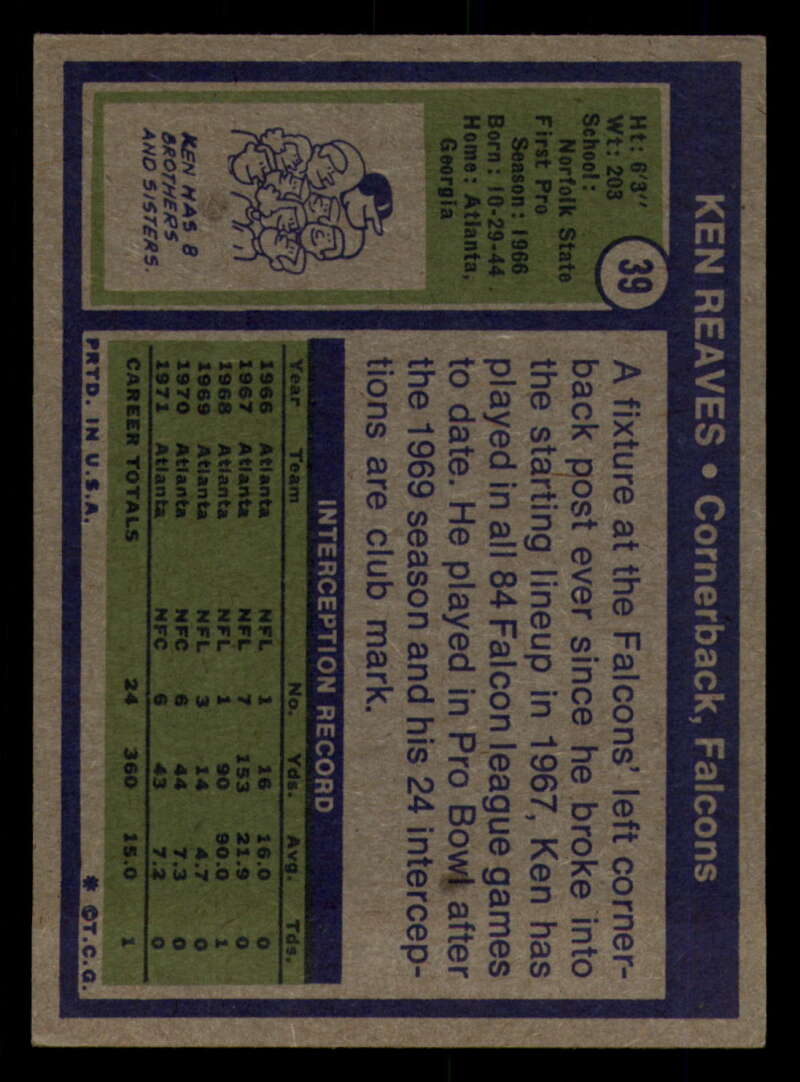 KEN REAVES • Cornerback, Falcons
39
Ht: 6'3"
Wt: 203
School:
Norfolk State
First Pro
Season: 1966
Born: 10-29-44
Home: Atlanta,
Georgia
KEN HAS 8
BROTHERS
AND SISTERS.
A fixture at the Falcons' left corner-
back post ever since he broke into
the starting lineup in 1967, Ken has
played in all 84 Falcon league games
to date. He played in Pro Bowl after
the 1969 season and his 24 intercep-
tions are club mark.
INTERCEPTION RECORD
Year Team No. Yds. Avg. Tds.
1966 Atlanta NFL 1 16 16.0 0
1967 Atlanta NFL 7 153 21.9 0
1968 Atlanta NFL 1 90 90.0 1
1969 Atlanta NFL 3 14 4.7 0
1970 Atlanta NFC 6 44 7.3 0
1971 Atlanta NFC 6 43 7.2 0
CAREER TOTALS 24 360 15.0 1
PRTD. IN U.S.A. * ©T.C.G.